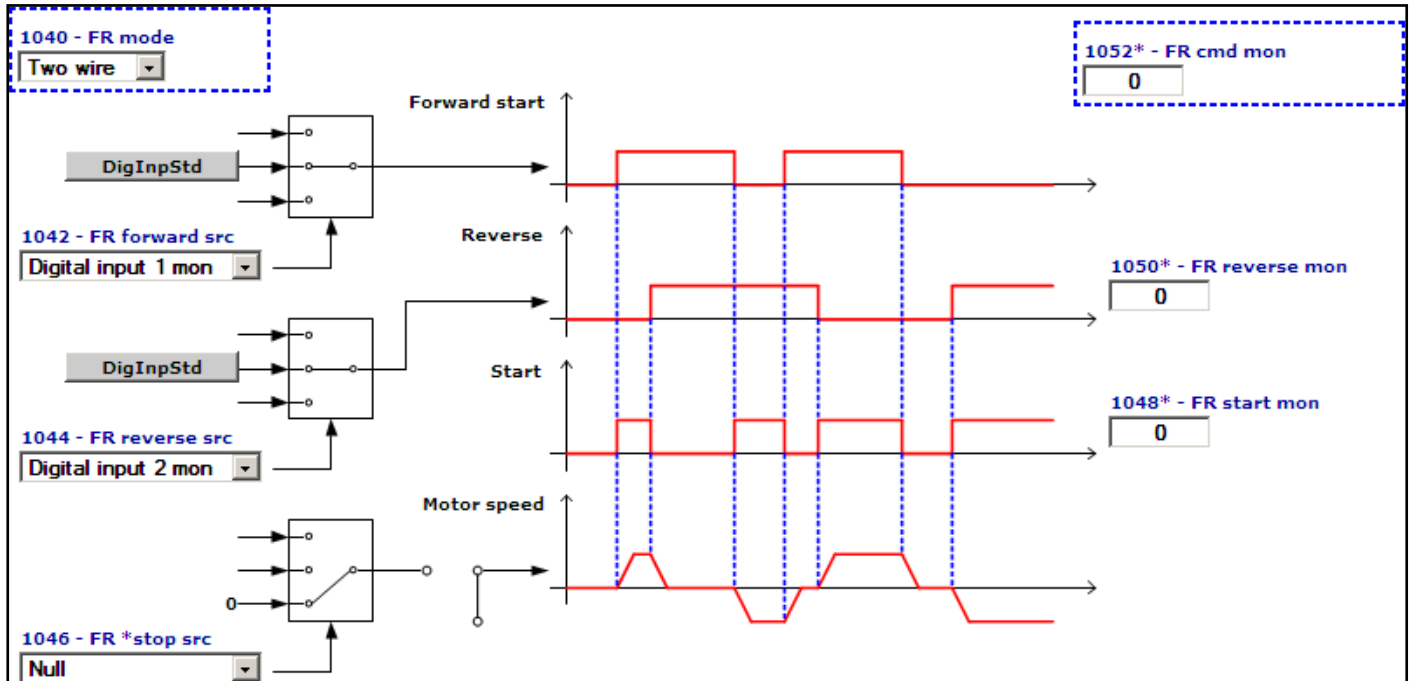 1040 - FR mode
Two wire
1052* - FR cmd mon
0
Forward start
DigInpStd
1042 - FR forward src
Digital input 1 mon
Reverse
1050* - FR reverse mon
0
DigInpStd
Start
1048* - FR start mon
0
1044 - FR reverse src
Digital input 2 mon
Motor speed
0
1046 - FR *stop src
Null